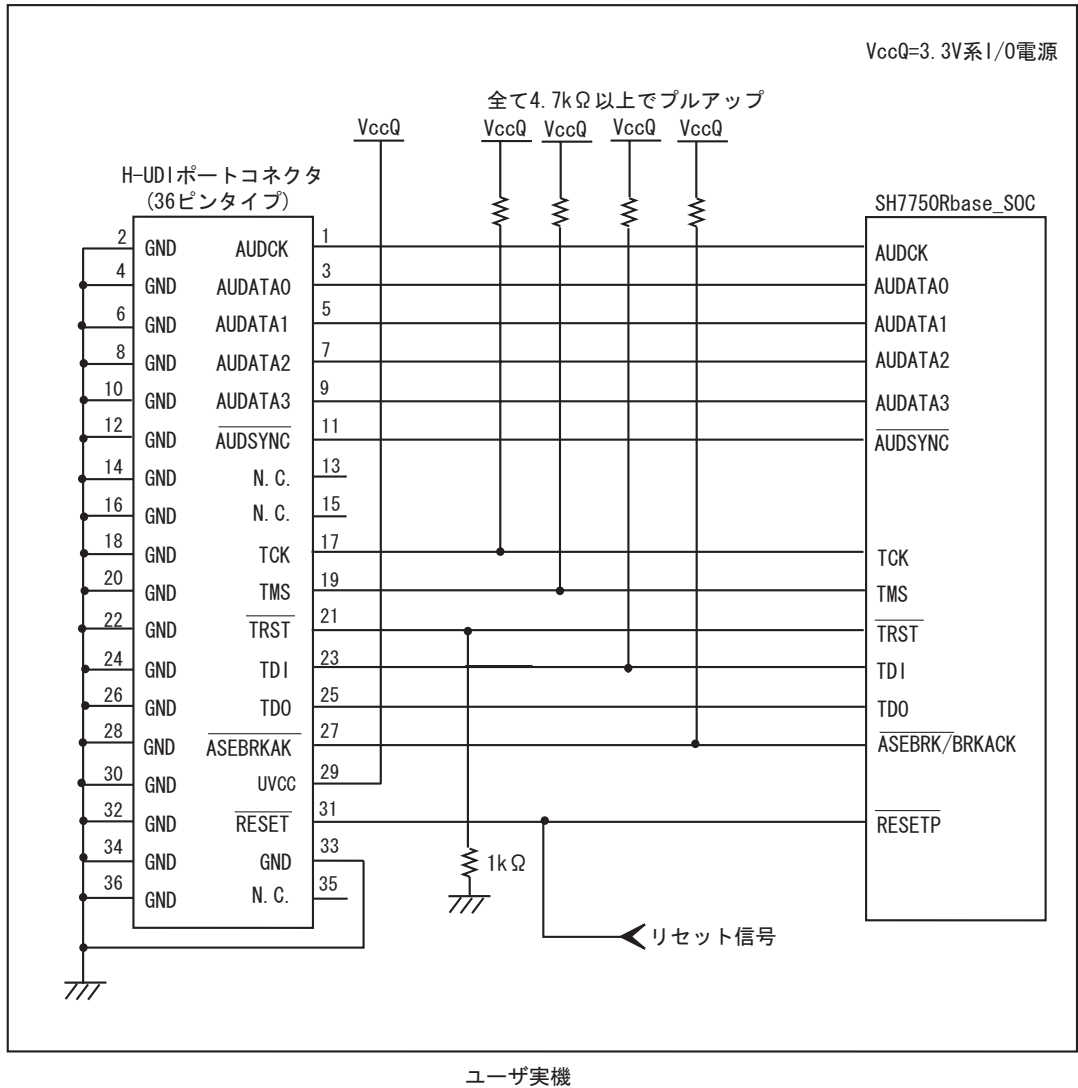 VccQ=3.3V系I/O電源
全て4.7kΩ以上でプルアップ
VccQ VccQ VccQ VccQ VccQ
H-UDIポートコネクタ
(36ピンタイプ)
SH7750Rbase_SOC
2 GND AUDCK 1 AUDCK
4 GND AUDATA0 3 AUDATA0
6 GND AUDATA1 5 AUDATA1
8 GND AUDATA2 7 AUDATA2
10 GND AUDATA3 9 AUDATA3
12 GND AUDSYNC 11 AUDSYNC
14 GND N.C. 13
16 GND N.C. 15
18 GND TCK 17 TCK
20 GND TMS 19 TMS
22 GND TRST 21 TRST
24 GND TDI 23 TDI
26 GND TDO 25 TDO
28 GND ASEBRKAK 27 ASEBRK/BRKACK
30 GND UVCC 29
32 GND RESET 31 RESETP
34 GND GND 33
1kΩ
36 GND N.C. 35
リセット信号
ユーザ実機